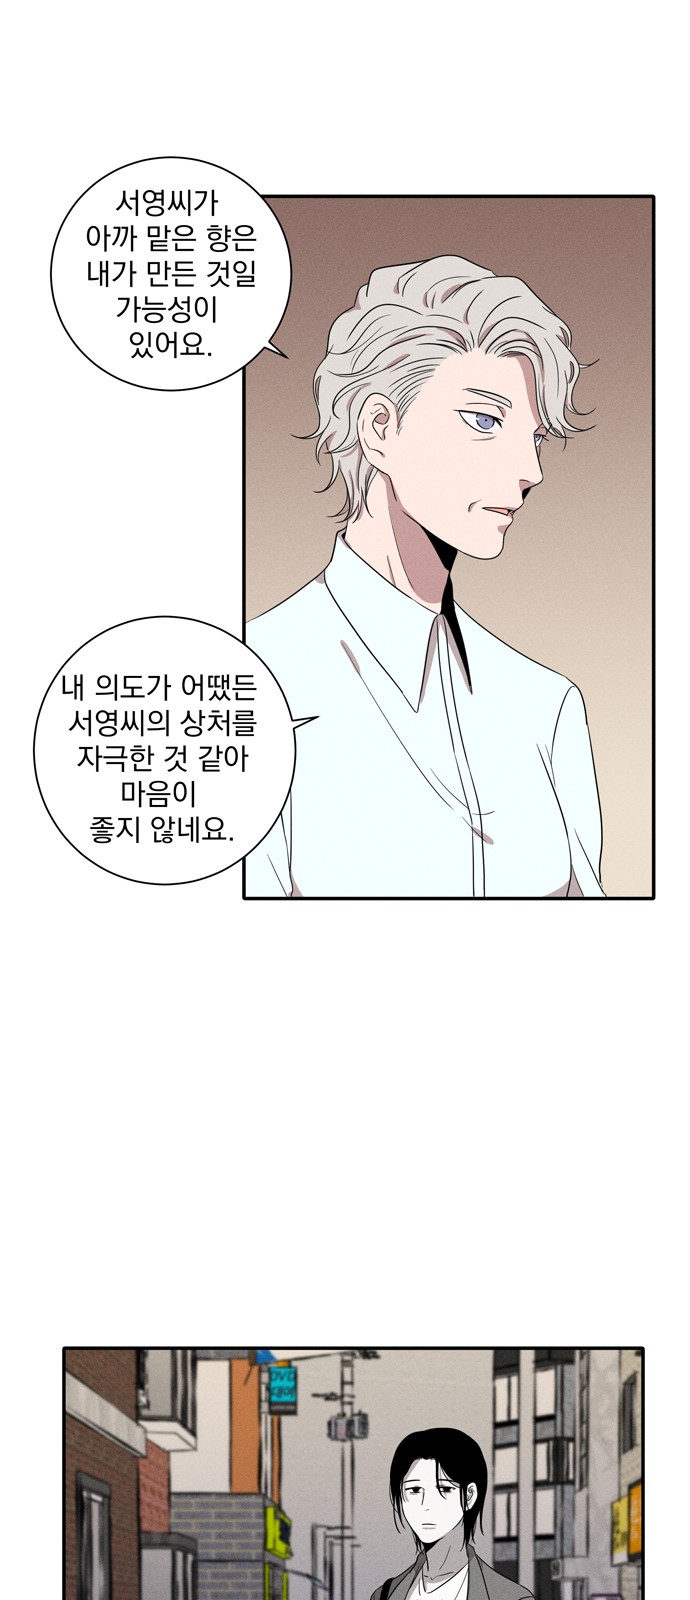 서영씨가
아까 맡은 향은
내가 만든 것일
가능성이
있어요.
내 의도가 어땠든
서영씨의 상처를
자극한 것 같아
마음이
좋지 않네요.
DVD